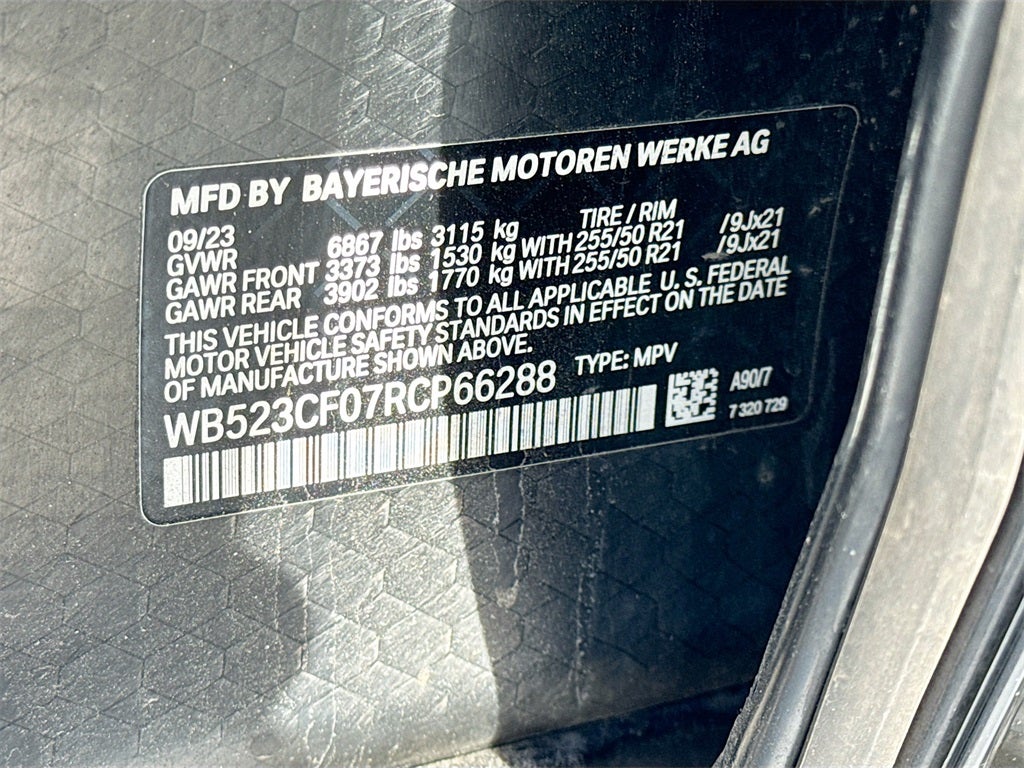 MFD BY BAYERISCHE MOTOREN WERKE AG
09/23 TIRE / RIM
GVWR 6867 lbs 3115 kg
GAWR FRONT 3373 lbs 1530 kg WITH 255/50 R21 /9Jx21
GAWR REAR 3902 lbs 1770 kg WITH 255/50 R21 /9Jx21
THIS VEHICLE CONFORMS TO ALL APPLICABLE U. S. FEDERAL
MOTOR VEHICLE SAFETY STANDARDS IN EFFECT ON THE DATE
OF MANUFACTURE SHOWN ABOVE.
WB523CF07RCP66288 TYPE: MPV
A90/7
7 320 729